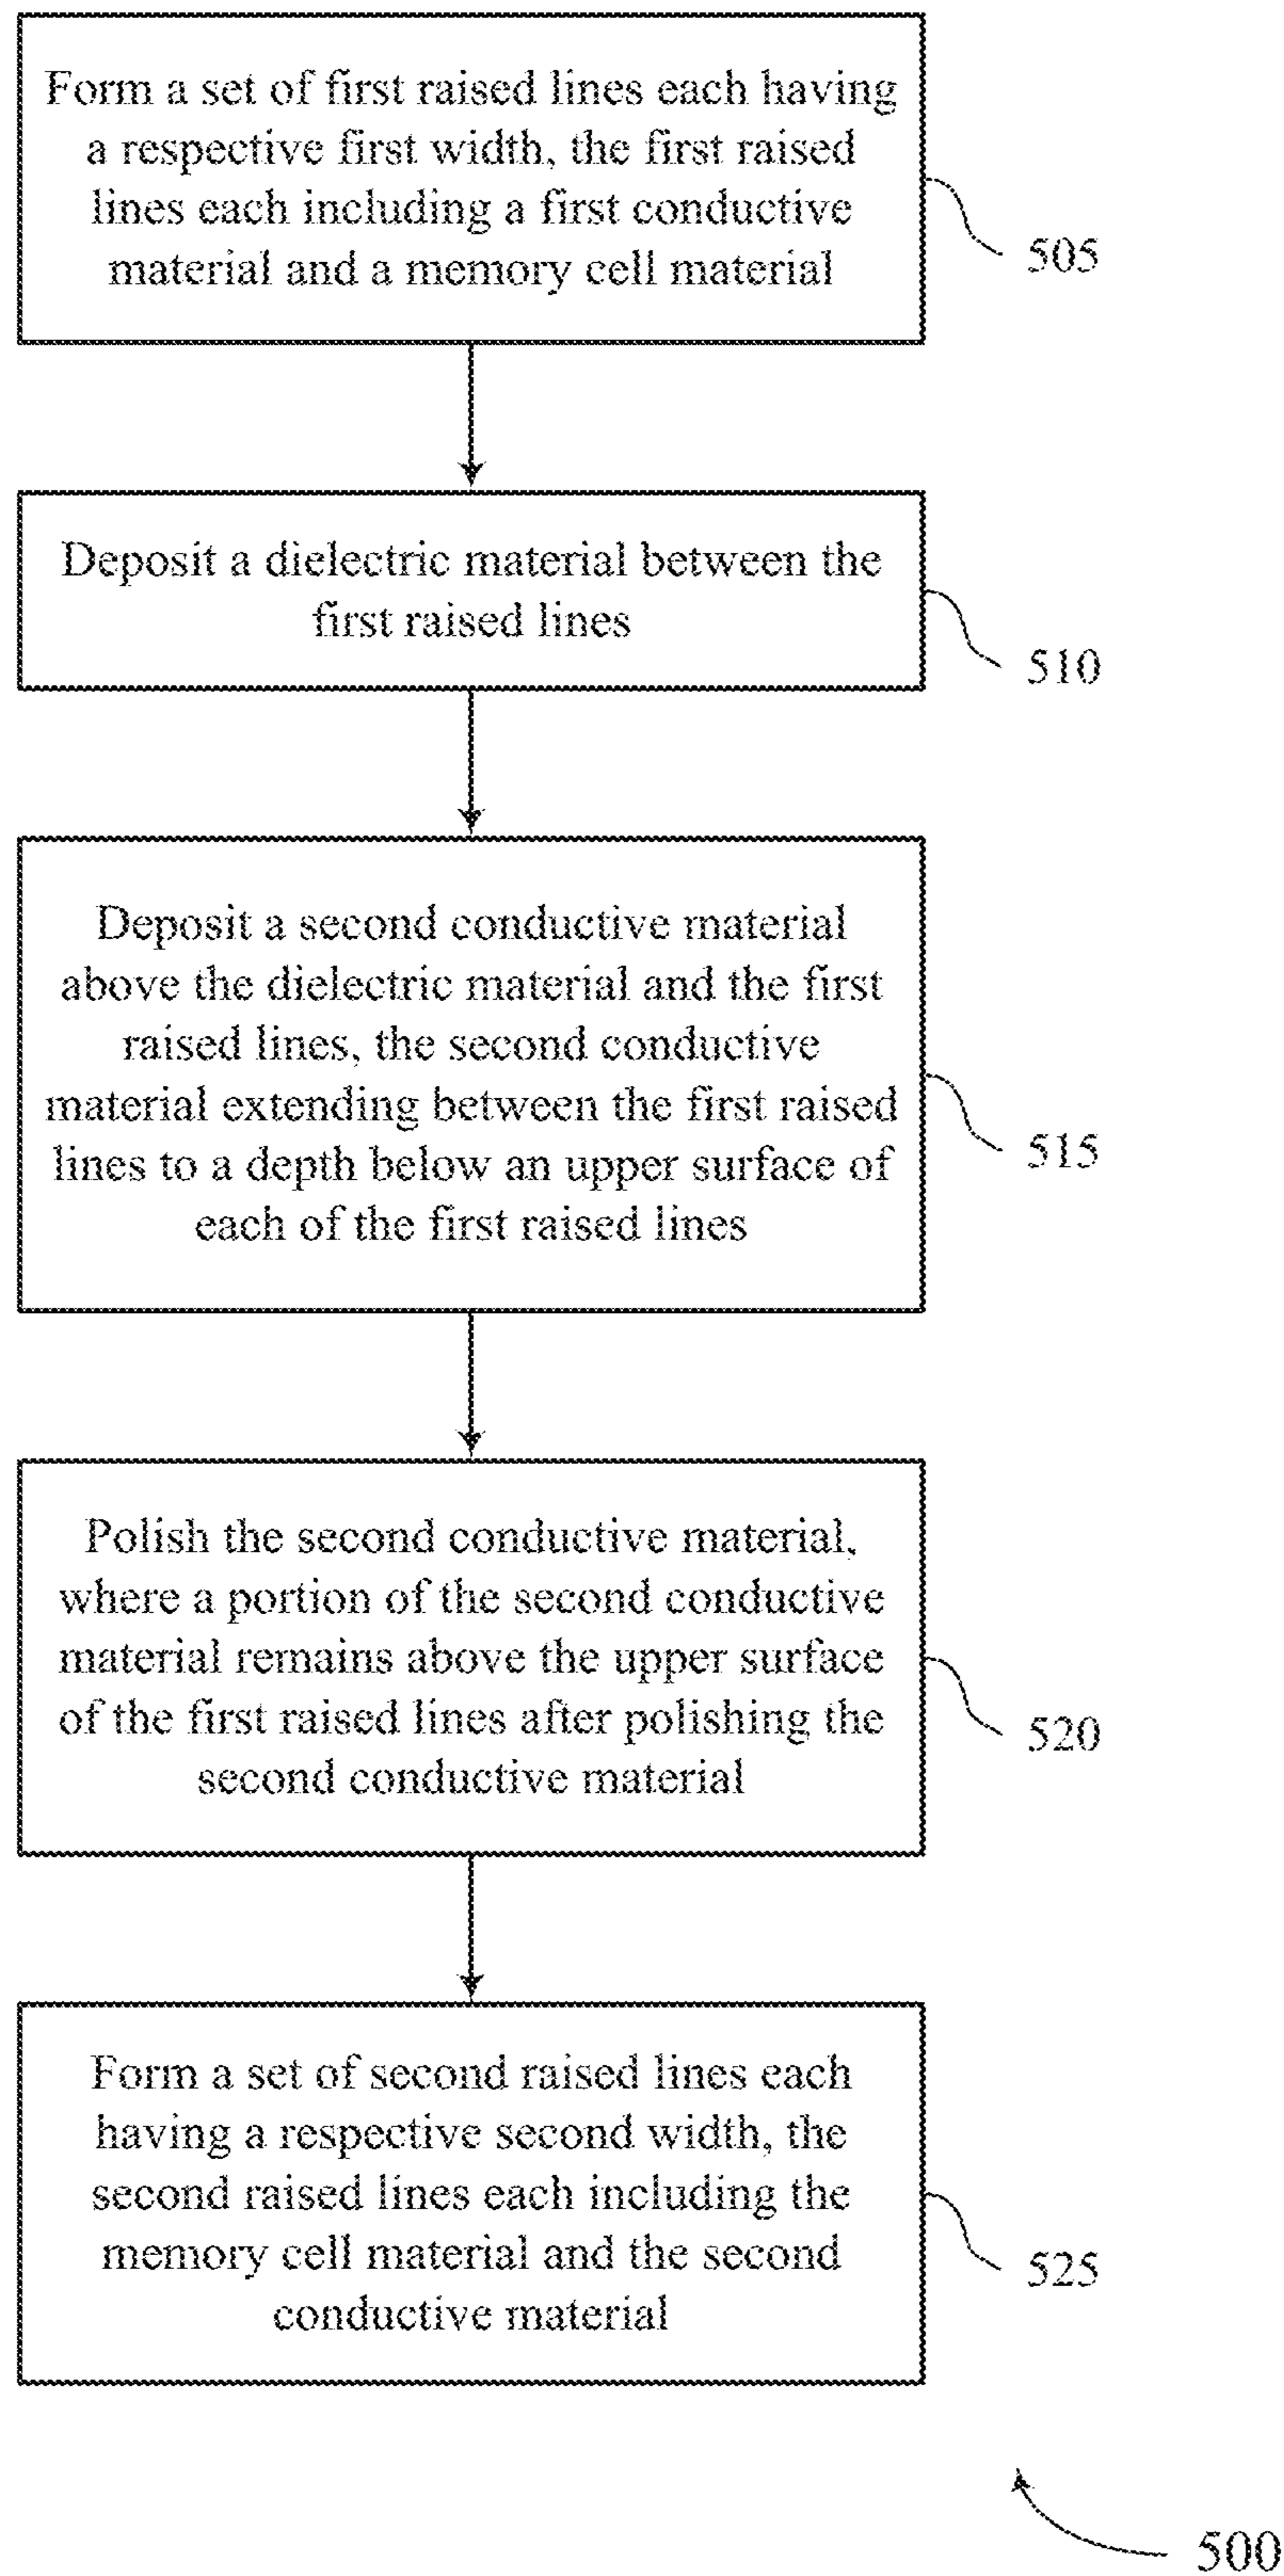 Form a set of first raised lines each having
a respective first width, the first raised
lines each including a first conductive
material and a memory cell material
505
Deposit a dielectric material between the
first raised lines
510
Deposit a second conductive material
above the dielectric material and the first
raised lines, the second conductive
material extending between the first raised
lines to a depth below an upper surface of
each of the first raised lines
515
Polish the second conductive material,
where a portion of the second conductive
material remains above the upper surface
of the first raised lines after polishing the
second conductive material
520
Form a set of second raised lines each
having a respective second width, the
second raised lines each including the
memory cell material and the second
conductive material
525
500